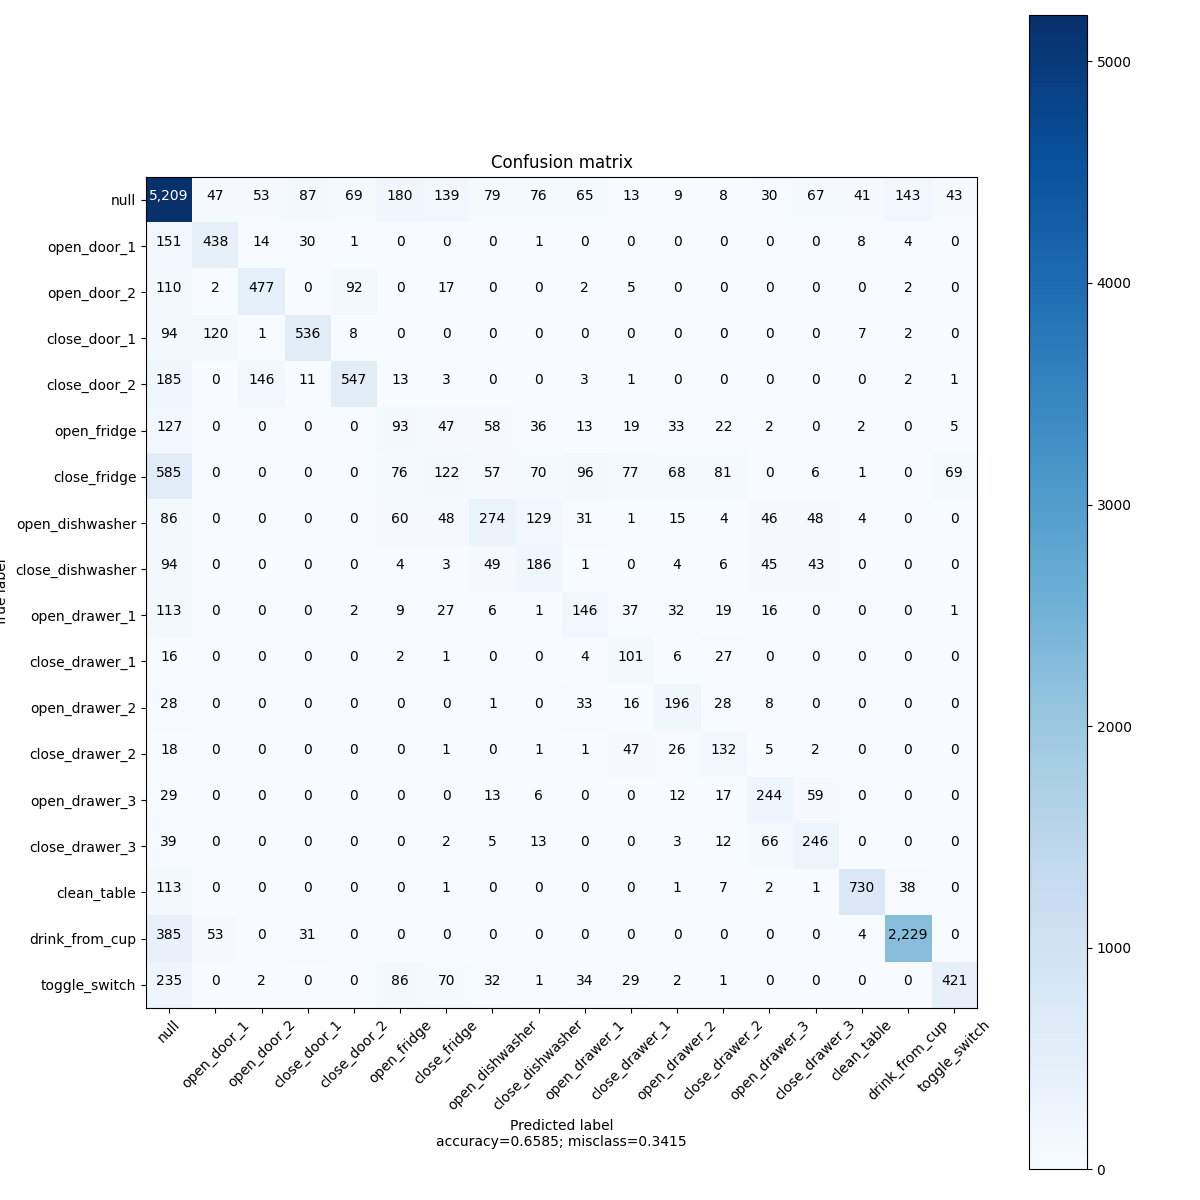 Confusion matrix
null 5,209 47 53 87 69 180 139 79 76 65 13 9 8 30 67 41 143 43
open_door_1 151 438 14 30 1 0 0 0 1 0 0 0 0 0 0 8 4 0
open_door_2 110 2 477 0 92 0 17 0 0 2 5 0 0 0 0 0 2 0
close_door_1 94 120 1 536 8 0 0 0 0 0 0 0 0 0 0 7 2 0
close_door_2 185 0 146 11 547 13 3 0 0 3 1 0 0 0 0 0 2 1
open_fridge 127 0 0 0 0 93 47 58 36 13 19 33 22 2 0 2 0 5
close_fridge 585 0 0 0 0 76 122 57 70 96 77 68 81 0 6 1 0 69
open_dishwasher 86 0 0 0 0 60 48 274 129 31 1 15 4 46 48 4 0 0
close_dishwasher 94 0 0 0 0 4 3 49 186 1 0 4 6 45 43 0 0 0
open_drawer_1 113 0 0 0 2 9 27 6 1 146 37 32 19 16 0 0 0 1
close_drawer_1 16 0 0 0 0 2 1 0 0 4 101 6 27 0 0 0 0 0
open_drawer_2 28 0 0 0 0 0 0 1 0 33 16 196 28 8 0 0 0 0
close_drawer_2 18 0 0 0 0 0 1 0 1 1 47 26 132 5 2 0 0 0
open_drawer_3 29 0 0 0 0 0 0 13 6 0 0 12 17 244 59 0 0 0
close_drawer_3 39 0 0 0 0 0 2 5 13 0 0 3 12 66 246 0 0 0
clean_table 113 0 0 0 0 0 1 0 0 0 0 1 7 2 1 730 38 0
drink_from_cup 385 53 0 31 0 0 0 0 0 0 0 0 0 0 0 4 2,229 0
toggle_switch 235 0 2 0 0 86 70 32 1 34 29 2 1 0 0 0 0 421
null open_door_1 open_door_2 close_door_1 close_door_2 open_fridge close_fridge open_dishwasher close_dishwasher open_drawer_1 close_drawer_1 open_drawer_2 close_drawer_2 open_drawer_3 close_drawer_3 clean_table drink_from_cup toggle_switch
Predicted label
accuracy=0.6585; misclass=0.3415
5000
4000
3000
2000
1000
0